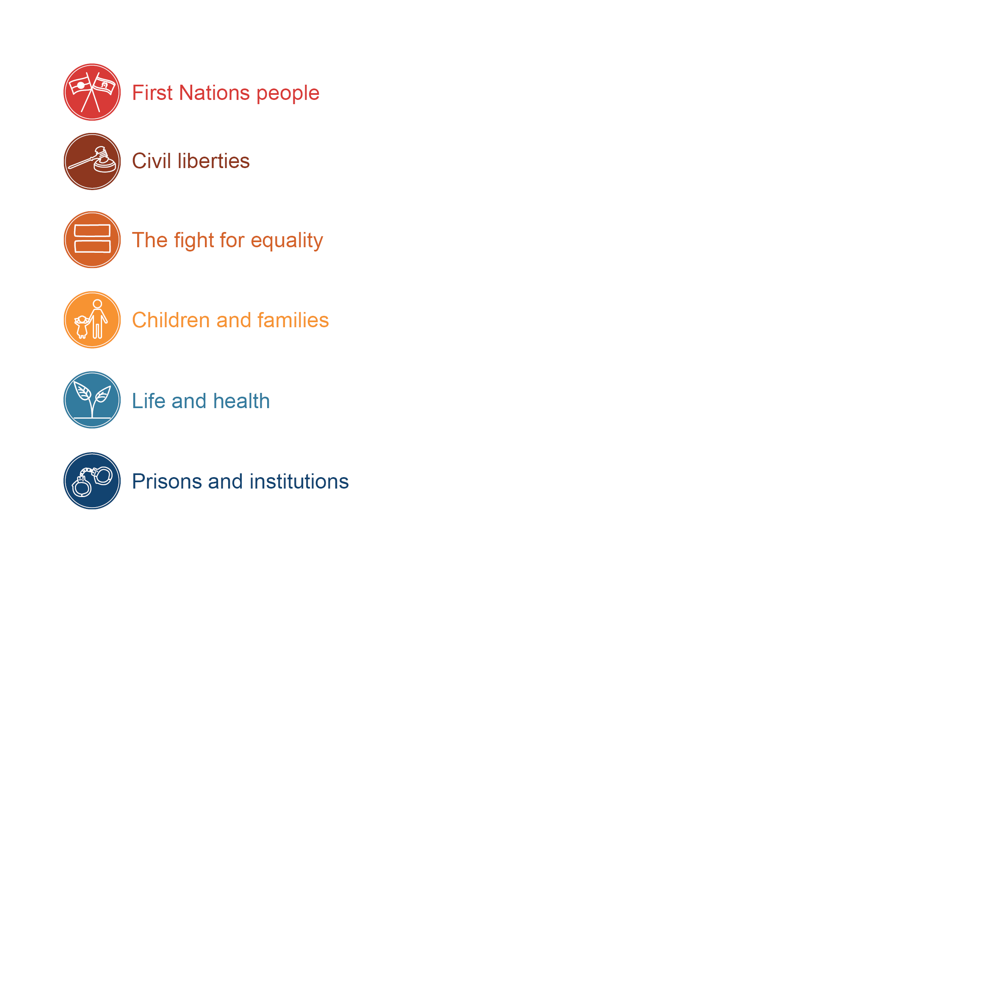 First Nations people
Civil liberties
The fight for equality
Children and families
Life and health
Prisons and institutions